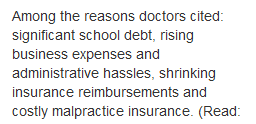 Among the reasons doctors cited:
significant school debt, rising
business expenses and
administrative hassles, shrinking
insurance reimbursements and
costly malpractice insurance. (Read: